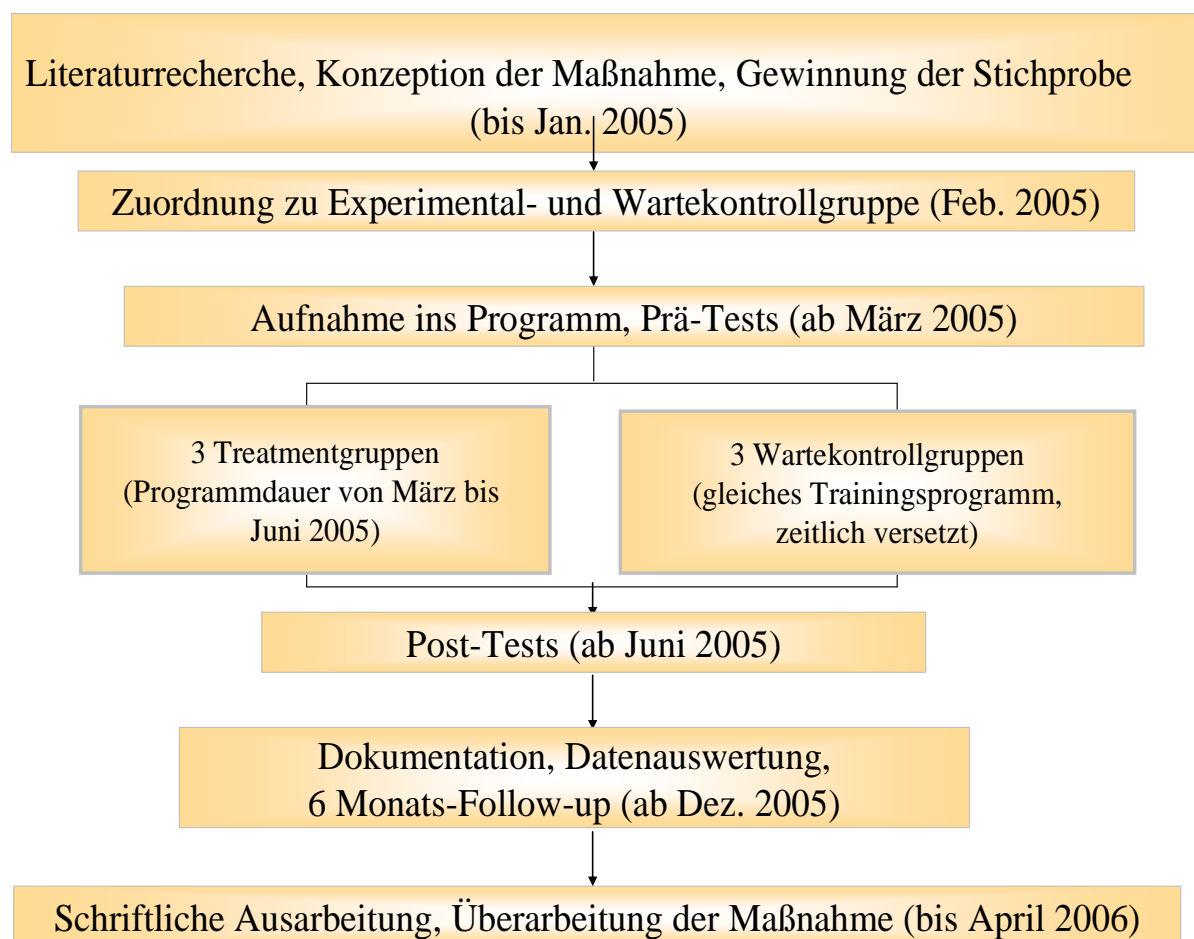 Literaturrecherche, Konzeption der Maßnahme, Gewinnung der Stichprobe
(bis Jan. 2005)
Zuordnung zu Experimental- und Wartekontrollgruppe (Feb. 2005)
Aufnahme ins Programm, Prä-Tests (ab März 2005)
3 Treatmentgruppen
(Programmdauer von März bis
Juni 2005)
3 Wartekontrollgruppen
(gleiches Trainingsprogramm,
zeitlich versetzt)
Post-Tests (ab Juni 2005)
Dokumentation, Datenauswertung,
6 Monats-Follow-up (ab Dez. 2005)
Schriftliche Ausarbeitung, Überarbeitung der Maßnahme (bis April 2006)